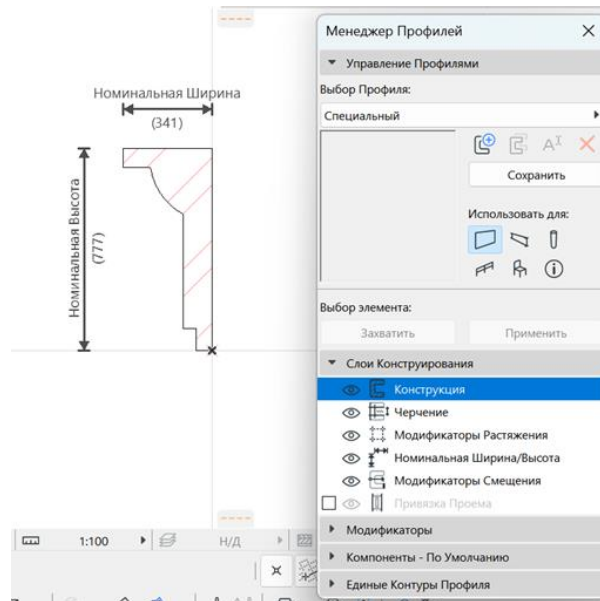 Менеджер Профилей
Управление Профилями
Выбор Профиля:
Специальный
Сохранить
Использовать для:
Выбор элемента:
Захватить
Применить
Слои Конструирования
Конструкция
Черчение
Модификаторы Растяжения
Номинальная Ширина/Высота
Модификаторы Смещения
Привязка Проема
Модификаторы
Компоненты - По Умолчанию
Единые Контуры Профиля
Номинальная Ширина
(341)
Номинальная Высота
(777)
1:100
Н/Д